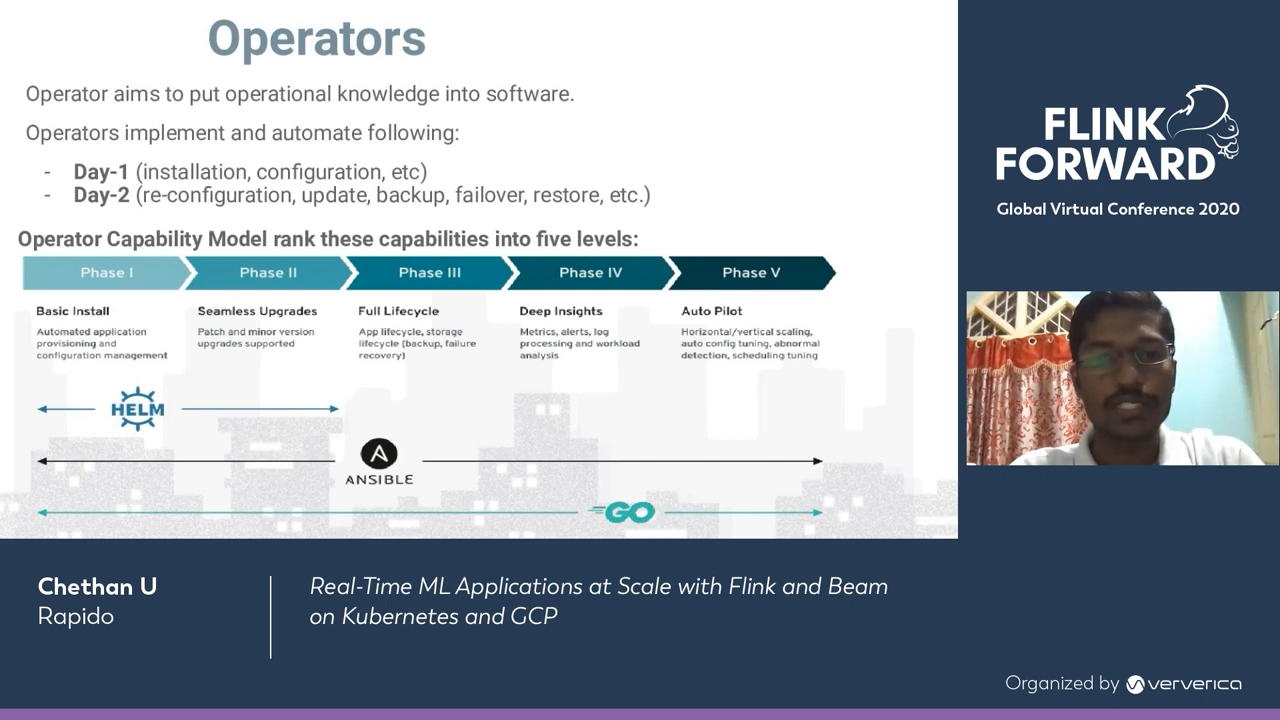 Operators
Operator aims to put operational knowledge into software.
Operators implement and automate following:
- Day-1 (installation, configuration, etc)
- Day-2 (re-configuration, update, backup, failover, restore, etc.)
Operator Capability Model rank these capabilities into five levels:
Phase I
Phase II
Phase III
Phase IV
Phase V
Basic Install
Automated application
provisioning and
configuration management
Seamless Upgrades
Patch and minor version
upgrades supported
Full Lifecycle
App lifecycle, storage
lifecycle (backup, failure
recovery)
Deep Insights
Metrics, alerts, log
processing and workload
analysis
Auto Pilot
Horizontal/vertical scaling,
auto config tuning, abnormal
detection, scheduling tuning
HELM
A
ANSIBLE
GO
FLINK
FORWARD
Global Virtual Conference 2020
Chethan U
Rapido
Real-Time ML Applications at Scale with Flink and Beam
on Kubernetes and GCP
Organized by ververica